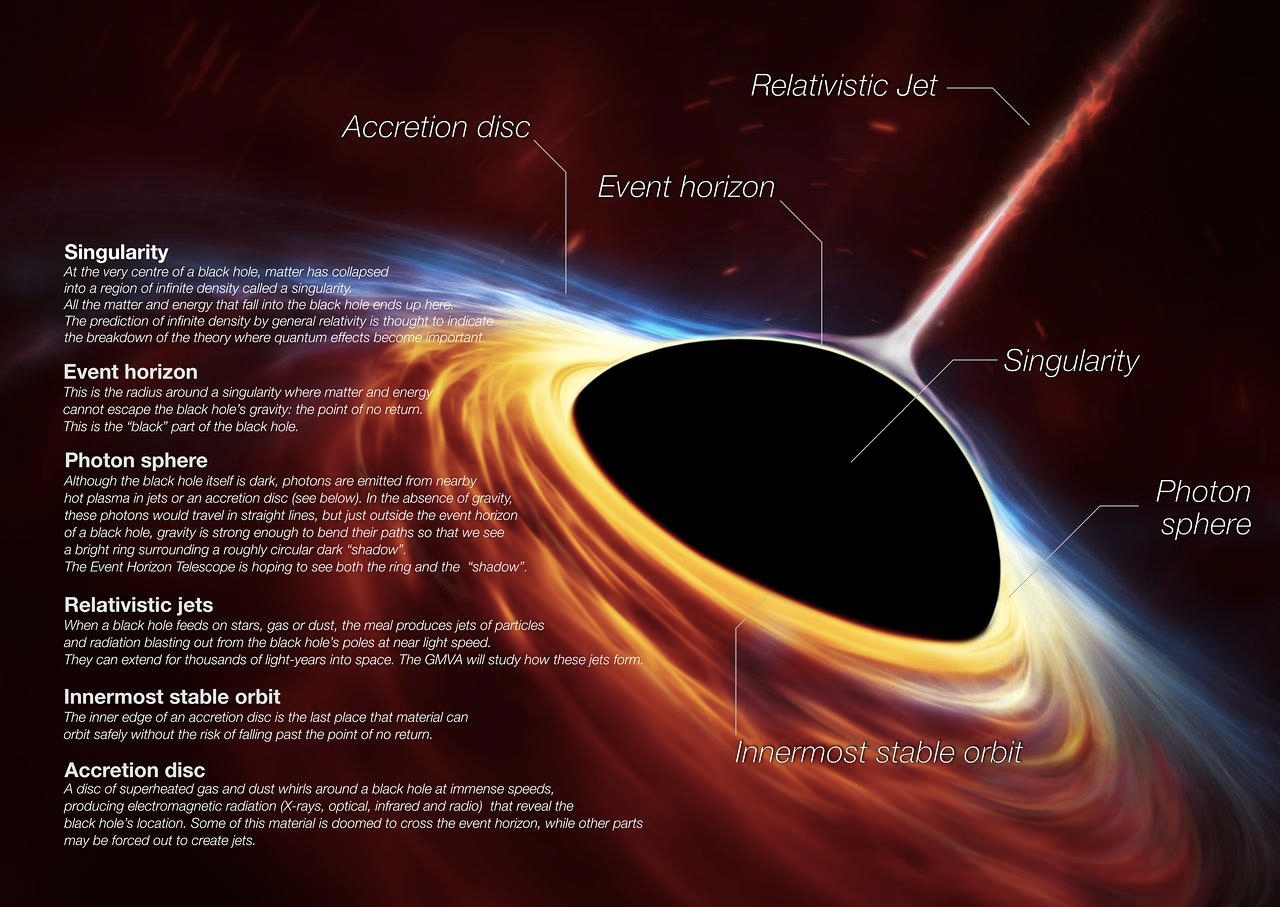 Relativistic Jet
Accretion disc
Event horizon
Singularity
Photon
sphere
Innermost stable orbit
Singularity
At the very centre of a black hole, matter has collapsed
into a region of infinite density called a singularity.
All the matter and energy that fall into the black hole ends up here.
The prediction of infinite density by general relativity is thought to indicate
the breakdown of the theory where quantum effects become important.
Event horizon
This is the radius around a singularity where matter and energy
cannot escape the black hole's gravity: the point of no return.
This is the “black” part of the black hole.
Photon sphere
Although the black hole itself is dark, photons are emitted from nearby
hot plasma in jets or an accretion disc (see below). In the absence of gravity,
these photons would travel in straight lines, but just outside the event horizon
of a black hole, gravity is strong enough to bend their paths so that we see
a bright ring surrounding a roughly circular dark “shadow”.
The Event Horizon Telescope is hoping to see both the ring and the “shadow”.
Relativistic jets
When a black hole feeds on stars, gas or dust, the meal produces jets of particles
and radiation blasting out from the black hole's poles at near light speed.
They can extend for thousands of light-years into space. The GMVA will study how these jets form.
Innermost stable orbit
The inner edge of an accretion disc is the last place that material can
orbit safely without the risk of falling past the point of no return.
Accretion disc
A disc of superheated gas and dust whirls around a black hole at immense speeds,
producing electromagnetic radiation (X-rays, optical, infrared and radio) that reveal the
black hole's location. Some of this material is doomed to cross the event horizon, while other parts
may be forced out to create jets.